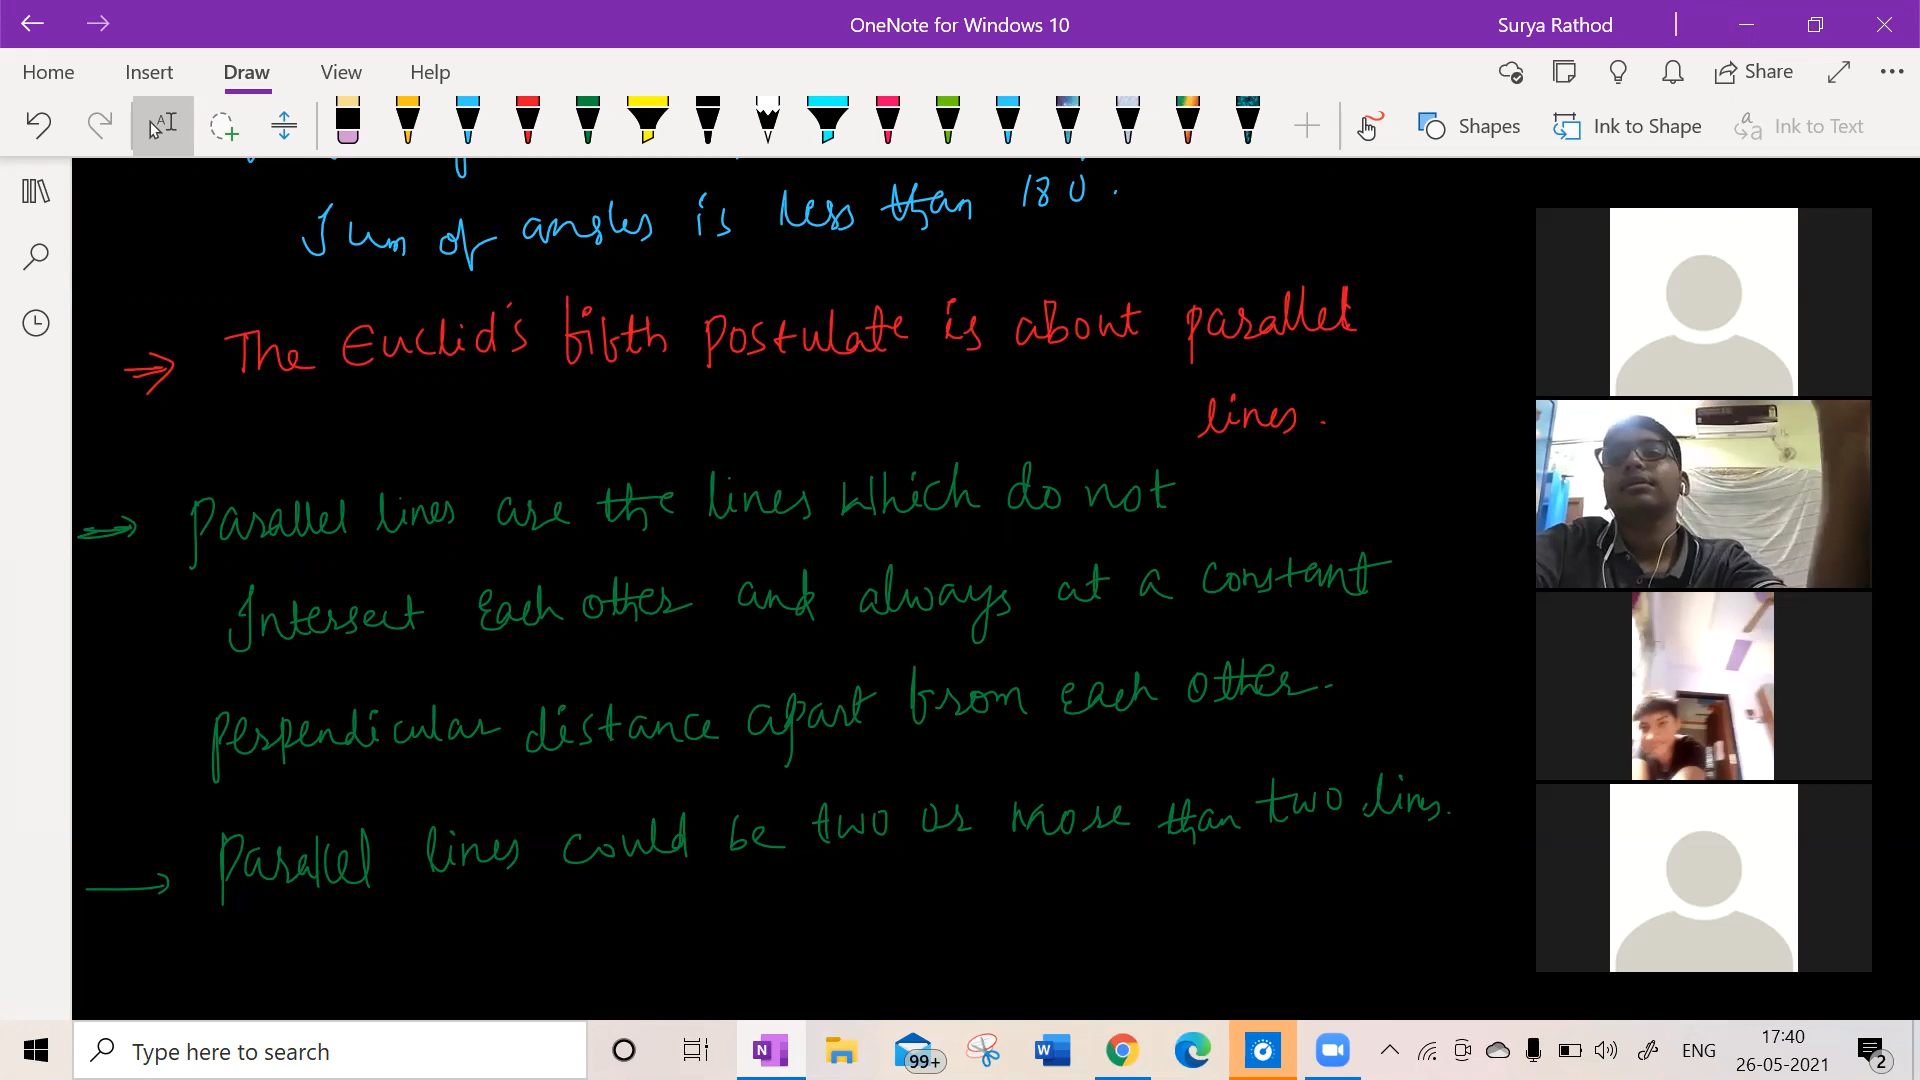 OneNote for Windows 10
Surya Rathod
Home Insert Draw View Help
Share
Shapes
Ink to Shape
Ink to Text
Sum of angles is less than 180.
The Euclid's fifth postulate is about parallel
lines.
parallel lines are the lines which do not
Intersect Each other and always at a constant
perpendicular distance apart from each other.
Parallel lines could be two or more than two lines.
Type here to search
99+
ENG
17:40
26-05-2021
2